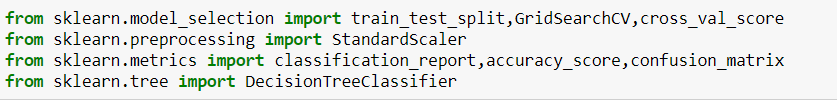 from sklearn.model_selection import train_test_split,GridSearchCV,cross_val_score
from sklearn.preprocessing import StandardScaler
from sklearn.metrics import classification_report,accuracy_score,confusion_matrix
from sklearn.tree import DecisionTreeClassifier